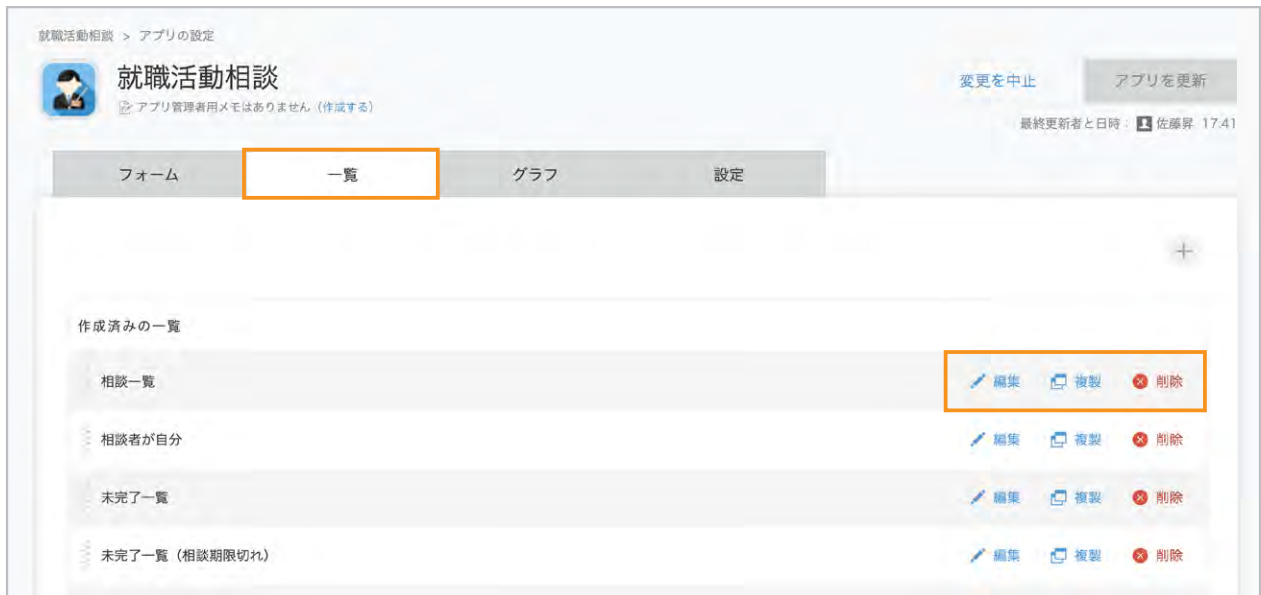 就職活動相談 > アプリの設定
就職活動相談
アプリ管理者用メモはありません（作成する）
変更を中止
アプリを更新
最終更新者と日時： 佐藤昇 17:41
フォーム 一覧 グラフ 設定
作成済みの一覧
相談一覧 編集 複製 削除
相談者が自分 編集 複製 削除
未完了一覧 編集 複製 削除
未完了一覧（相談期限切れ） 編集 複製 削除